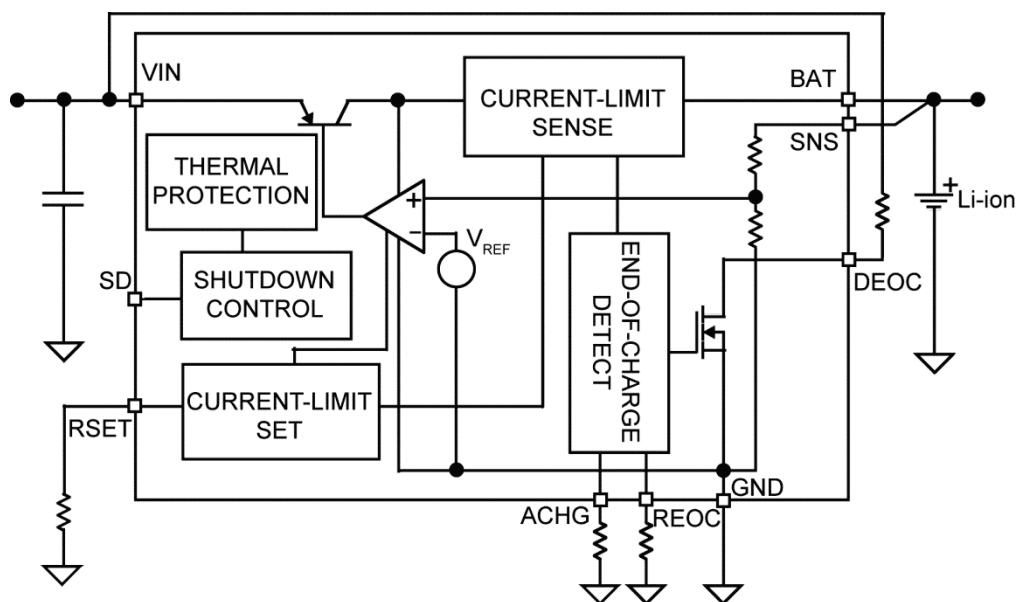 VIN
BAT
CURRENT-LIMIT
SENSE
SNS
THERMAL
PROTECTION
+
−
VREF
+
Li-ion
SD
SHUTDOWN
CONTROL
END-OF-CHARGE
DETECT
DEOC
RSET
CURRENT-LIMIT
SET
ACHG
REOC
GND